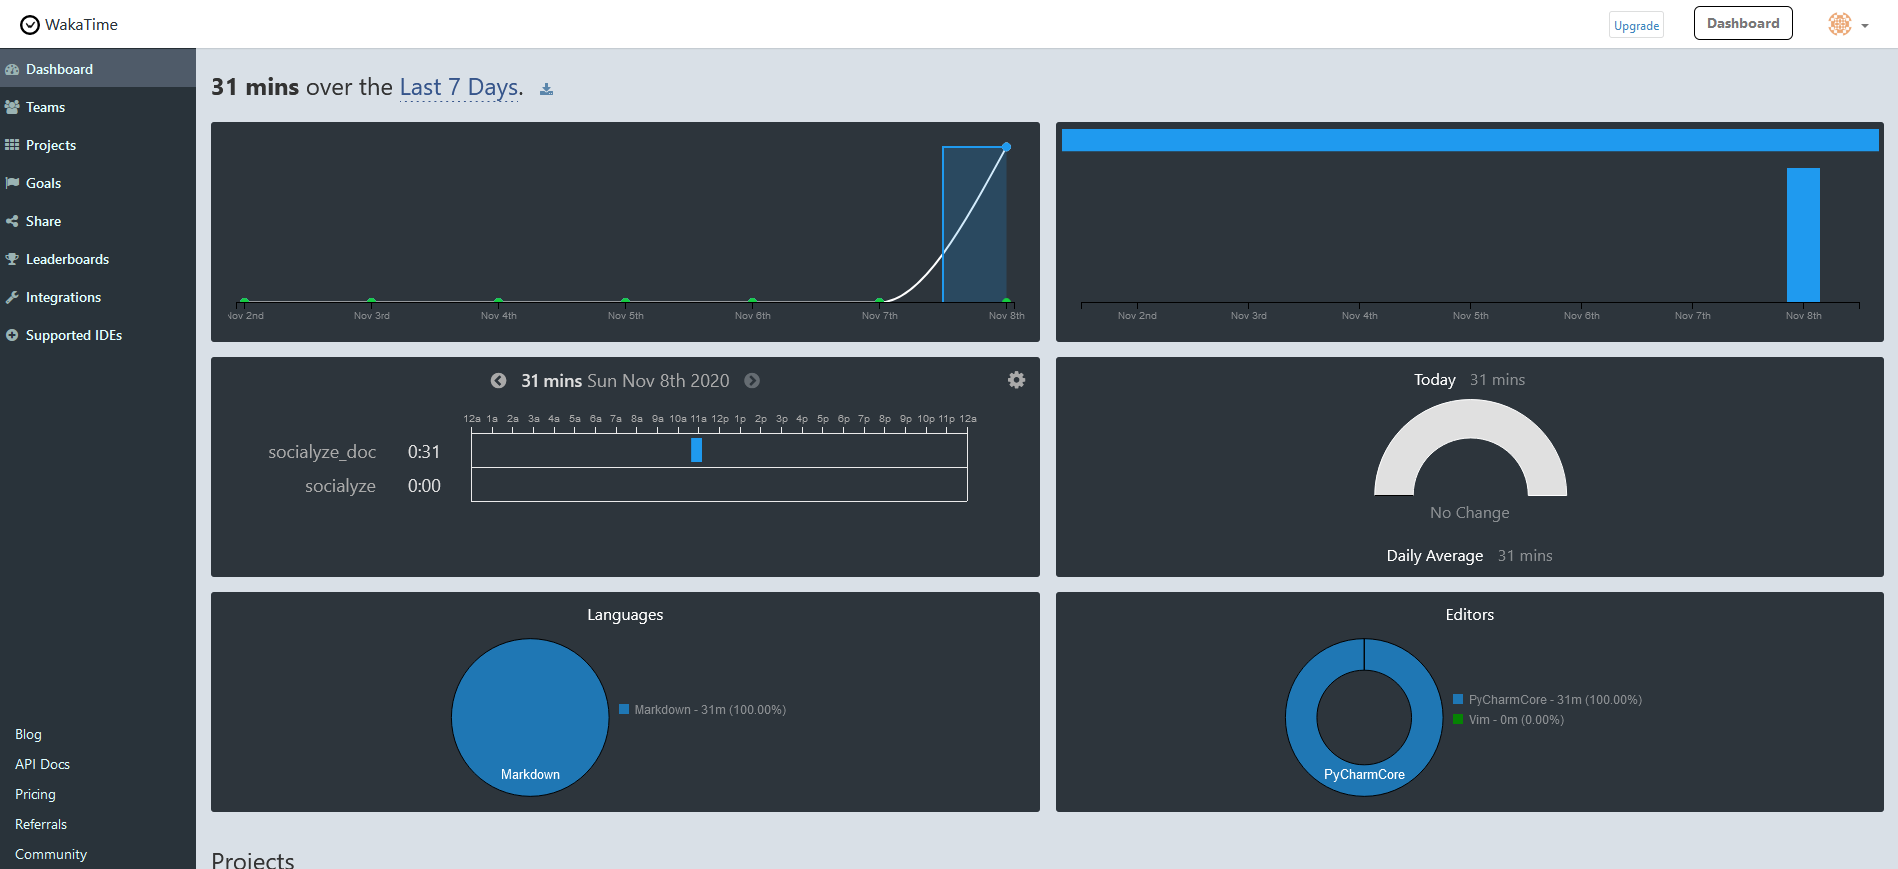 WakaTime
Upgrade
Dashboard
Dashboard
Teams
Projects
Goals
Share
Leaderboards
Integrations
Supported IDEs
Blog
API Docs
Pricing
Referrals
Community
31 mins over the Last 7 Days.
Nov 2nd Nov 3rd Nov 4th Nov 5th Nov 6th Nov 7th Nov 8th
Nov 2nd Nov 3rd Nov 4th Nov 5th Nov 6th Nov 7th Nov 8th
31 mins Sun Nov 8th 2020
12a 1a 2a 3a 4a 5a 6a 7a 8a 9a 10a 11a 12p 1p 2p 3p 4p 5p 6p 7p 8p 9p 10p 11p 12a
socialyze_doc 0:31
socialyze 0:00
Today 31 mins
No Change
Daily Average 31 mins
Languages
Markdown - 31m (100.00%)
Markdown
Editors
PyCharmCore - 31m (100.00%)
Vim - 0m (0.00%)
PyCharmCore
Projects